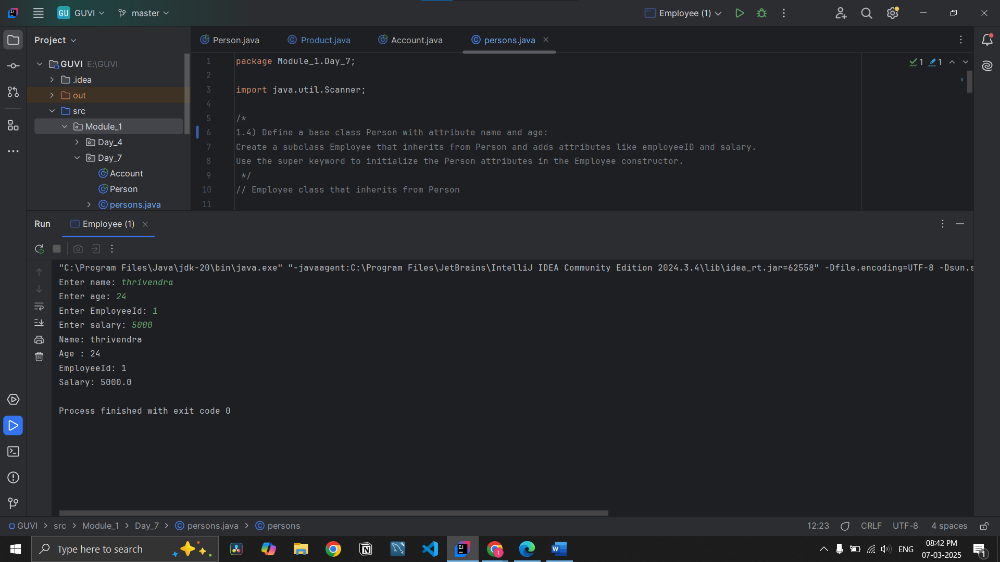 GU GUVI master Employee (1)
Project
Person.java Product.java Account.java persons.java
GUVI E:\GUVI
.idea
out
src
Module_1
Day_4
Day_7
Account
Person
persons.java
1 package Module_1.Day_7;
2
3 import java.util.Scanner;
4
5 /*
6 1.4) Define a base class Person with attribute name and age:
7 Create a subclass Employee that inherits from Person and adds attributes like employeeID and salary.
8 Use the super keyword to initialize the Person attributes in the Employee constructor.
9 */
10 // Employee class that inherits from Person
11
1 1
Run Employee (1)
"C:\Program Files\Java\jdk-20\bin\java.exe" "-javaagent:C:\Program Files\JetBrains\IntelliJ IDEA Community Edition 2024.3.4\lib\idea_rt.jar=62558" -Dfile.encoding=UTF-8 -Dsun.s
Enter name: thrivendra
Enter age: 24
Enter EmployeeId: 1
Enter salary: 5000
Name: thrivendra
Age : 24
EmployeeId: 1
Salary: 5000.0
Process finished with exit code 0
GUVI > src > Module_1 > Day_7 > persons.java > persons
12:23 CRLF UTF-8 4 spaces
Type here to search
ENG
08:42 PM
07-03-2025
1